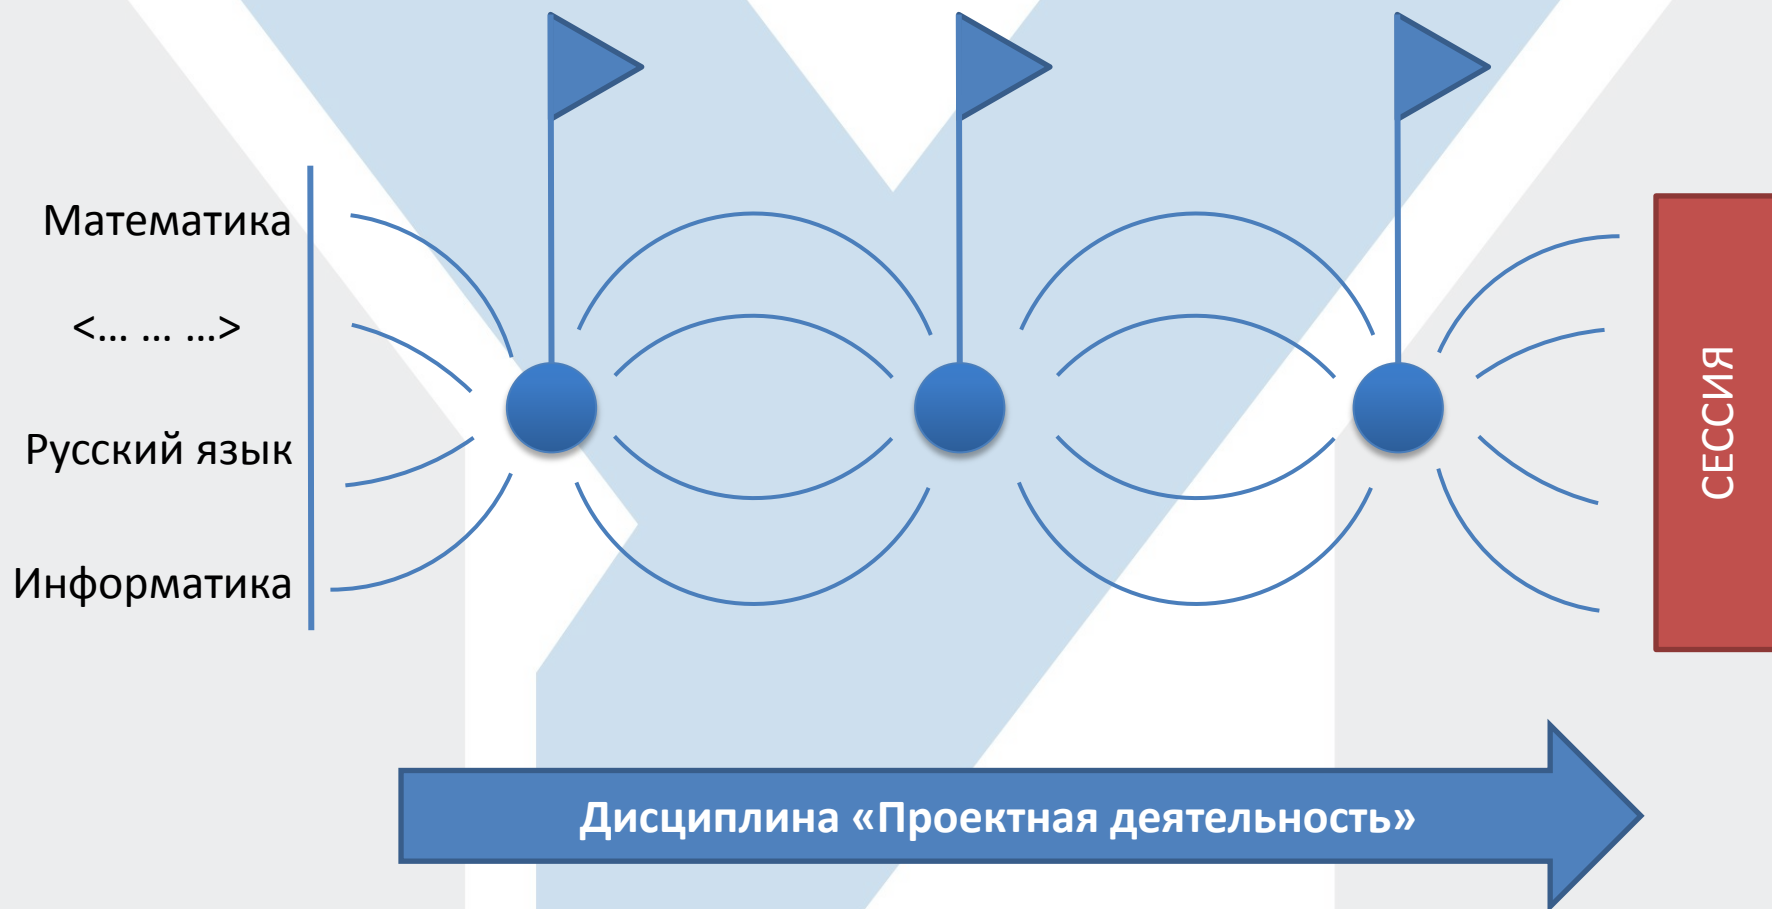 Математика
<... ... ...>
Русский язык
Информатика
СЕССИЯ
Дисциплина «Проектная деятельность»